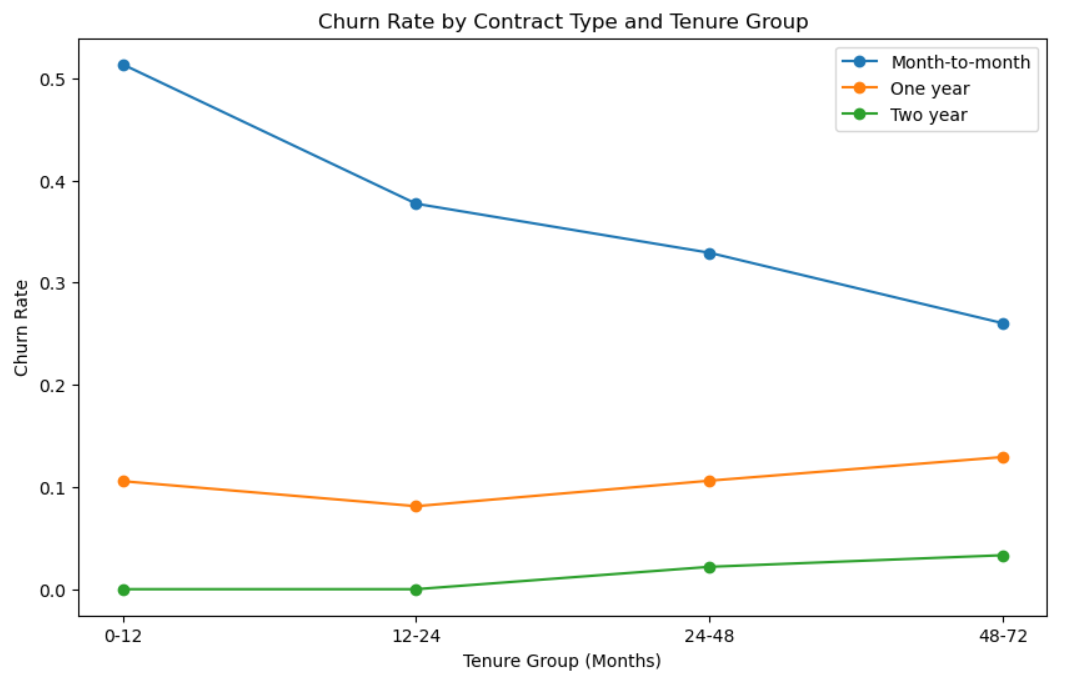 Churn Rate by Contract Type and Tenure Group
Month-to-month
One year
Two year
Churn Rate
0.5
0.4
0.3
0.2
0.1
0.0
0-12
12-24
24-48
48-72
Tenure Group (Months)